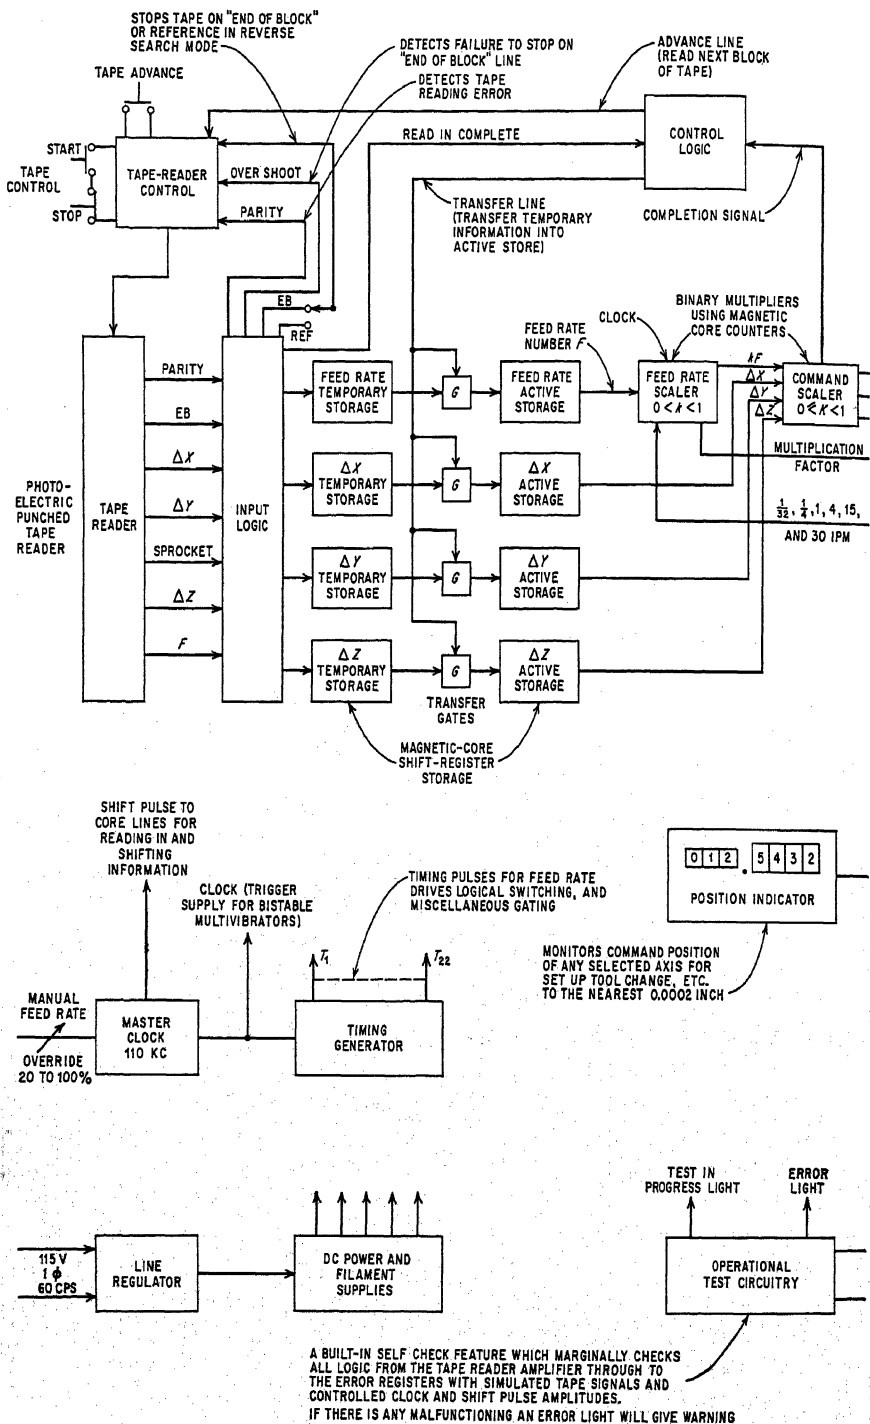 STOPS TAPE ON "END OF BLOCK"
OR REFERENCE IN REVERSE
SEARCH MODE
DETECTS FAILURE TO STOP ON
"END OF BLOCK" LINE
ADVANCE LINE
(READ NEXT BLOCK
OF TAPE)
TAPE ADVANCE
DETECTS TAPE
READING ERROR
START
TAPE
CONTROL
STOP
TAPE-READER
CONTROL
OVER SHOOT
PARITY
READ IN COMPLETE
CONTROL
LOGIC
TRANSFER LINE
(TRANSFER TEMPORARY
INFORMATION INTO
ACTIVE STORE)
COMPLETION SIGNAL
EB
REF
CLOCK
BINARY MULTIPLIERS
USING MAGNETIC
CORE COUNTERS
FEED RATE
NUMBER F
PHOTO-
ELECTRIC
PUNCHED
TAPE
READER
TAPE
READER
PARITY
EB
ΔX
ΔY
SPROCKET
ΔZ
F
INPUT
LOGIC
FEED RATE
TEMPORARY
STORAGE
G
FEED RATE
ACTIVE
STORAGE
FEED RATE
SCALER
0<k<1
kF
ΔX
ΔY
ΔZ
COMMAND
SCALER
0≤K<1
MULTIPLICATION
FACTOR
ΔX
TEMPORARY
STORAGE
G
ΔX
ACTIVE
STORAGE
1/32, 1/4, 1, 4, 15,
AND 30 IPM
ΔY
TEMPORARY
STORAGE
G
ΔY
ACTIVE
STORAGE
ΔZ
TEMPORARY
STORAGE
G
ΔZ
ACTIVE
STORAGE
TRANSFER
GATES
MAGNETIC-CORE
SHIFT-REGISTER
STORAGE
SHIFT PULSE TO
CORE LINES FOR
READING IN AND
SHIFTING
INFORMATION
CLOCK (TRIGGER
SUPPLY FOR BISTABLE
MULTIVIBRATORS)
TIMING PULSES FOR FEED RATE
DRIVES LOGICAL SWITCHING, AND
MISCELLANEOUS GATING
T1
T22
MANUAL
FEED RATE
OVERRIDE
20 TO 100%
MASTER
CLOCK
110 KC
TIMING
GENERATOR
012.5432
POSITION INDICATOR
MONITORS COMMAND POSITION
OF ANY SELECTED AXIS FOR
SET UP TOOL CHANGE, ETC.
TO THE NEAREST 0.0002 INCH
115 V
1 ϕ
60 CPS
LINE
REGULATOR
DC POWER AND
FILAMENT
SUPPLIES
TEST IN
PROGRESS LIGHT
ERROR
LIGHT
OPERATIONAL
TEST CIRCUITRY
A BUILT-IN SELF CHECK FEATURE WHICH MARGINALLY CHECKS
ALL LOGIC FROM THE TAPE READER AMPLIFIER THROUGH TO
THE ERROR REGISTERS WITH SIMULATED TAPE SIGNALS AND
CONTROLLED CLOCK AND SHIFT PULSE AMPLITUDES.
IF THERE IS ANY MALFUNCTIONING AN ERROR LIGHT WILL GIVE WARNING